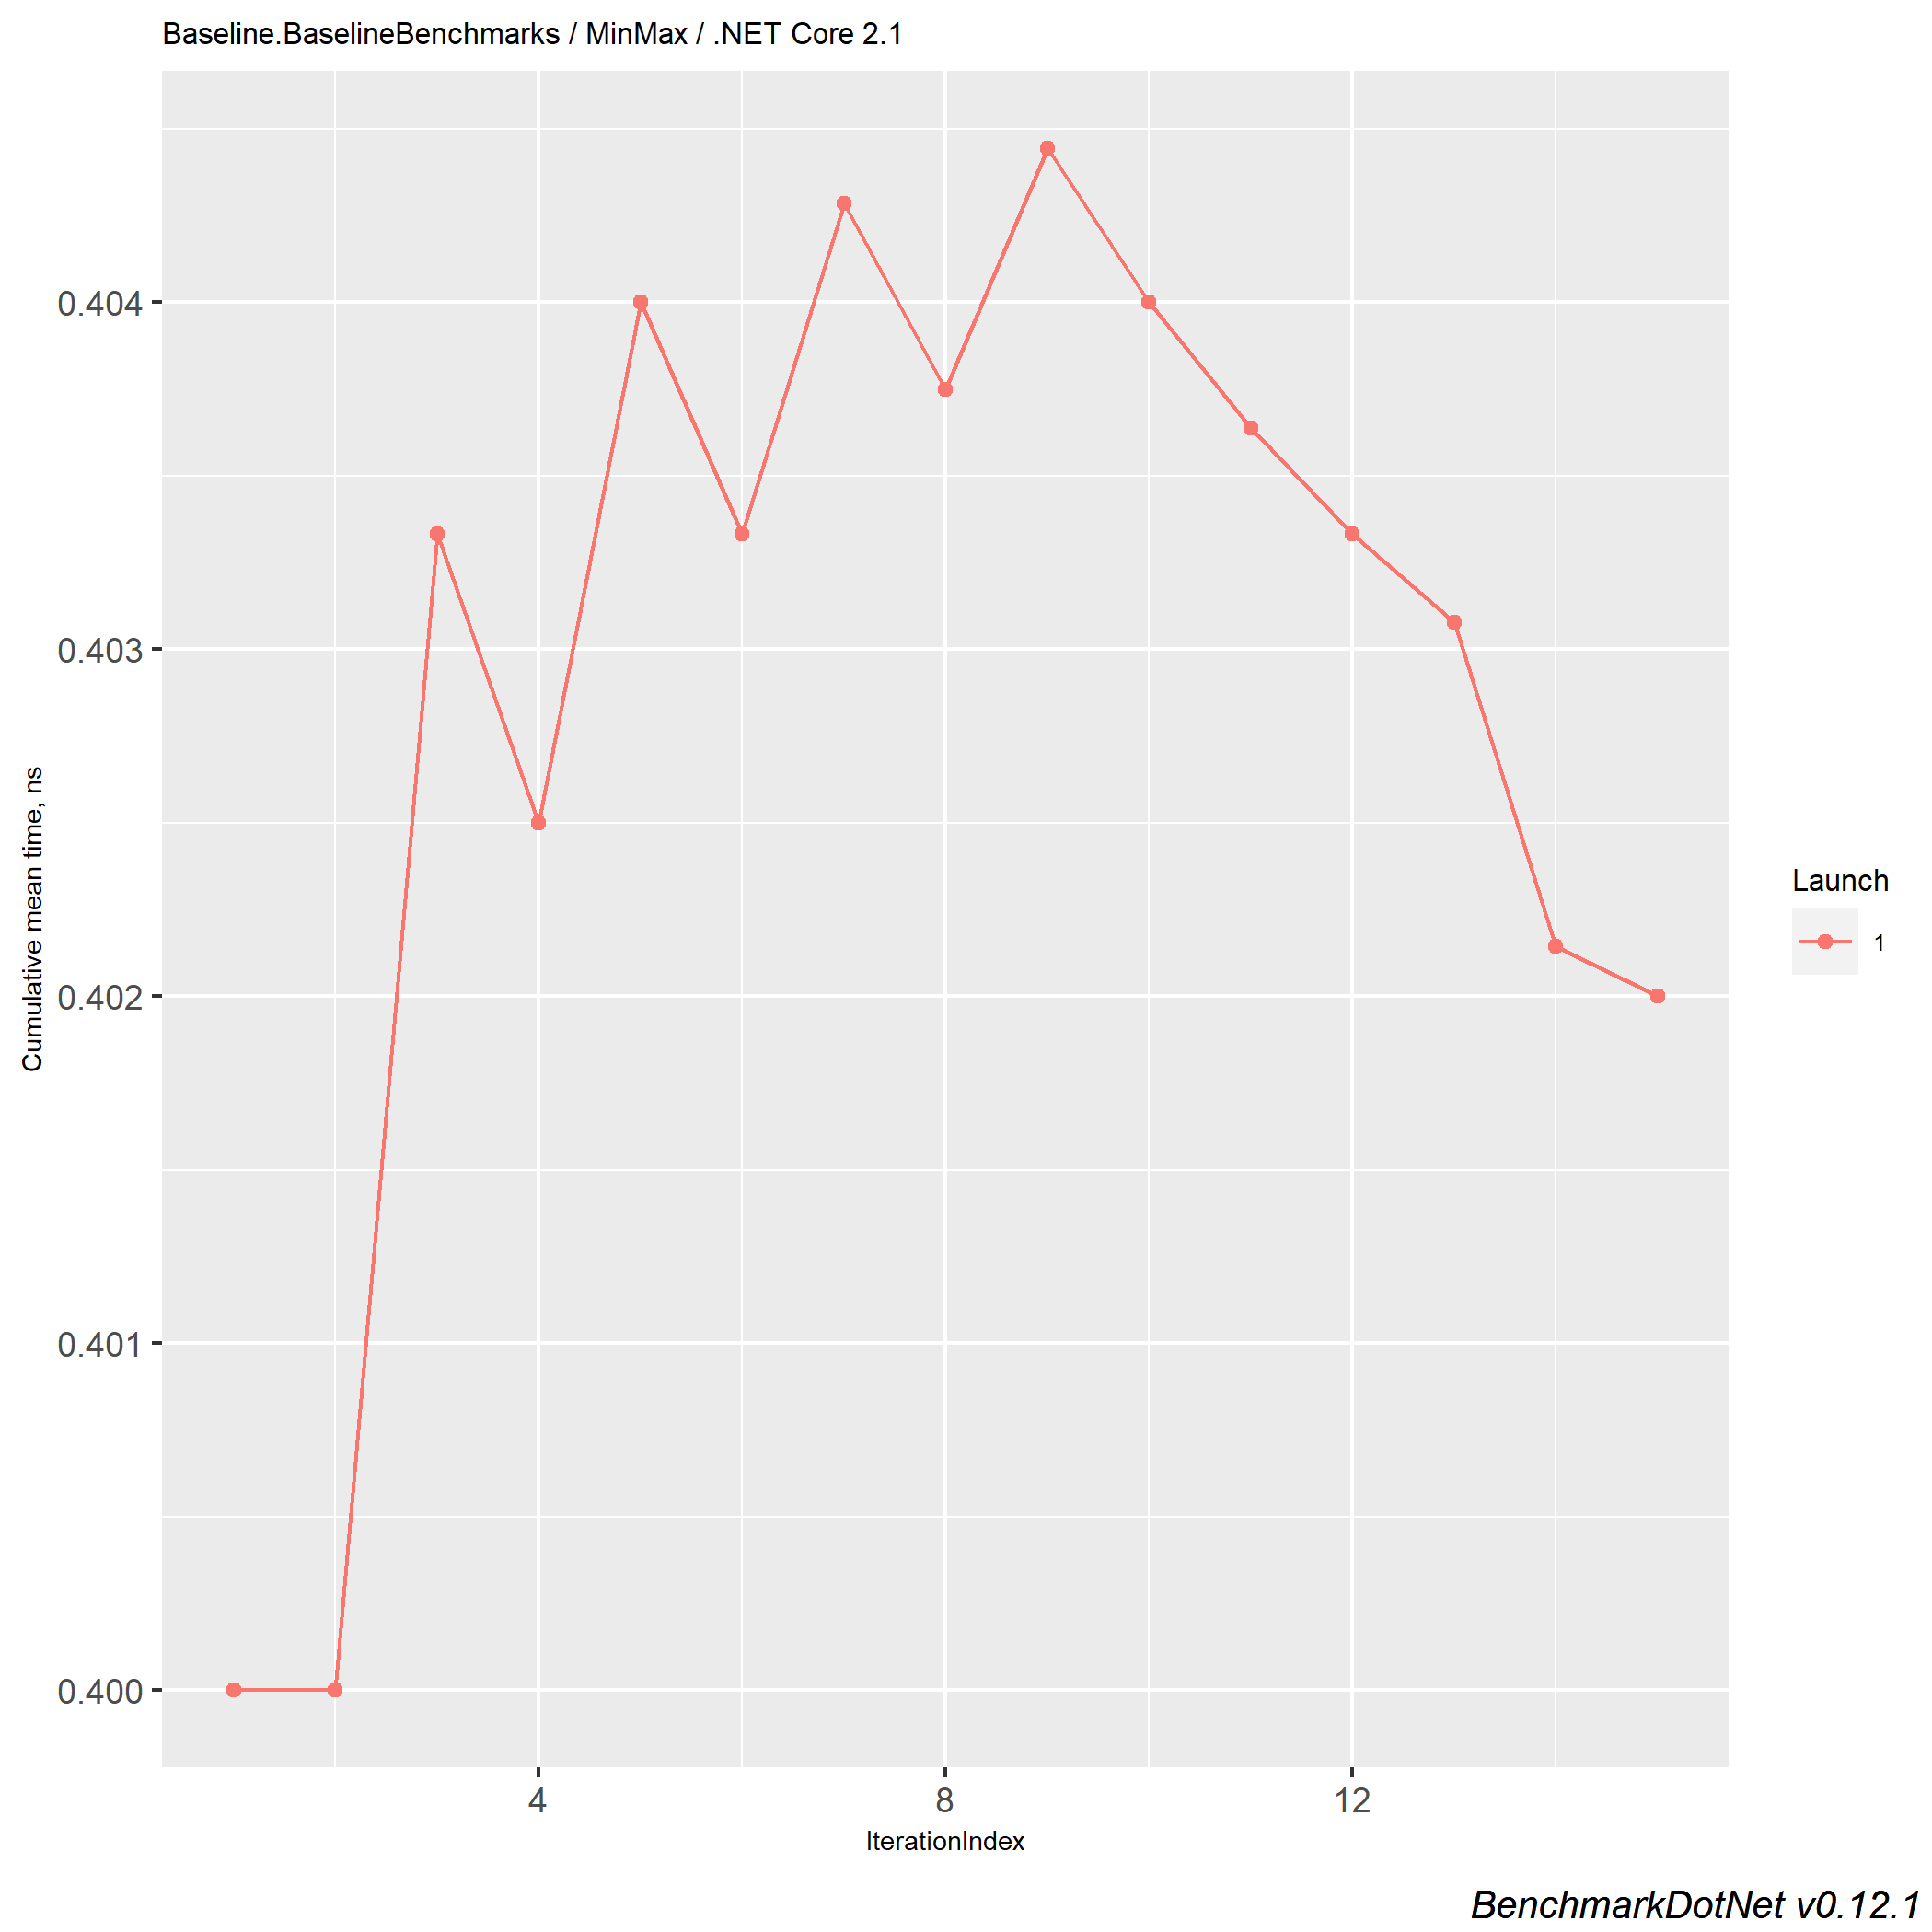 Baseline.BaselineBenchmarks / MinMax / .NET Core 2.1
Cumulative mean time, ns
0.404
0.403
0.402
0.401
0.400
4
8
12
IterationIndex
Launch
1
BenchmarkDotNet v0.12.1